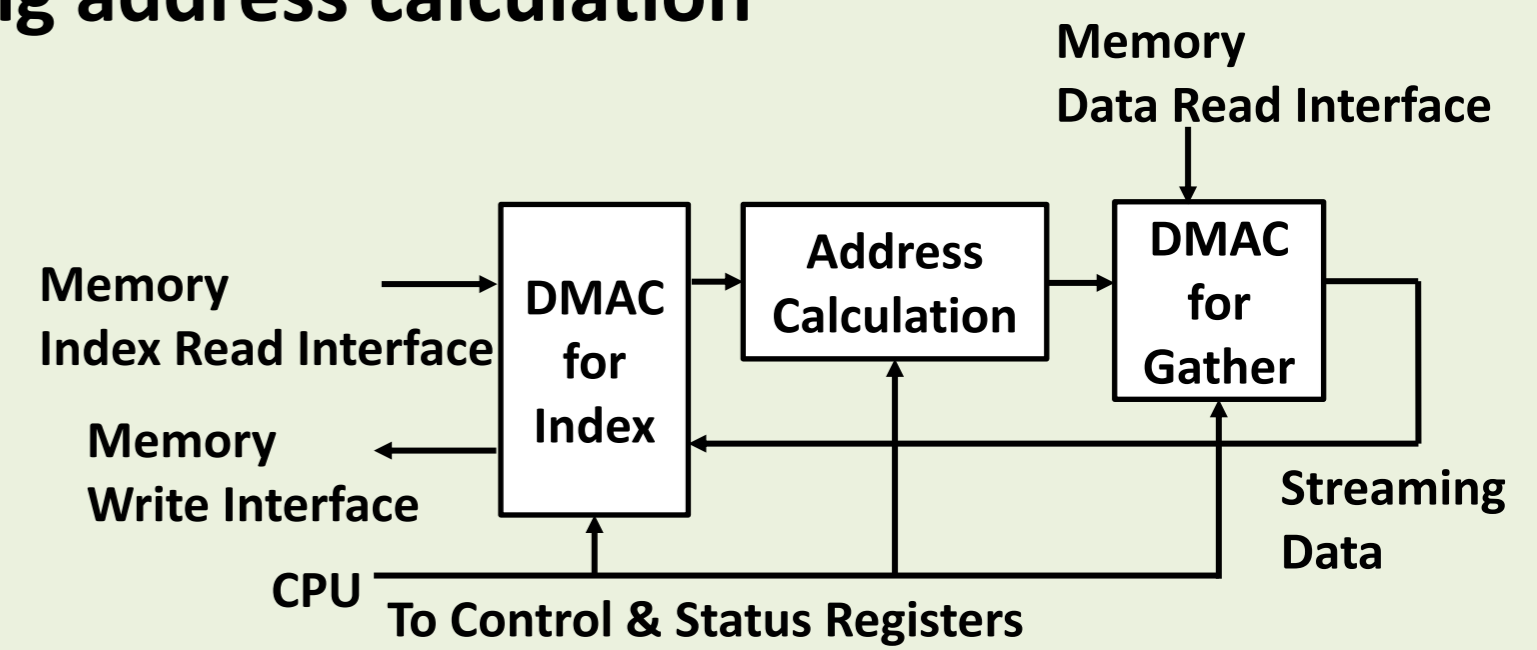 address calculation
Memory
Data Read Interface
Memory
Index Read Interface
DMAC
for
Index
Address
Calculation
DMAC
for
Gather
Memory
Write Interface
Streaming
Data
CPU
To Control & Status Registers